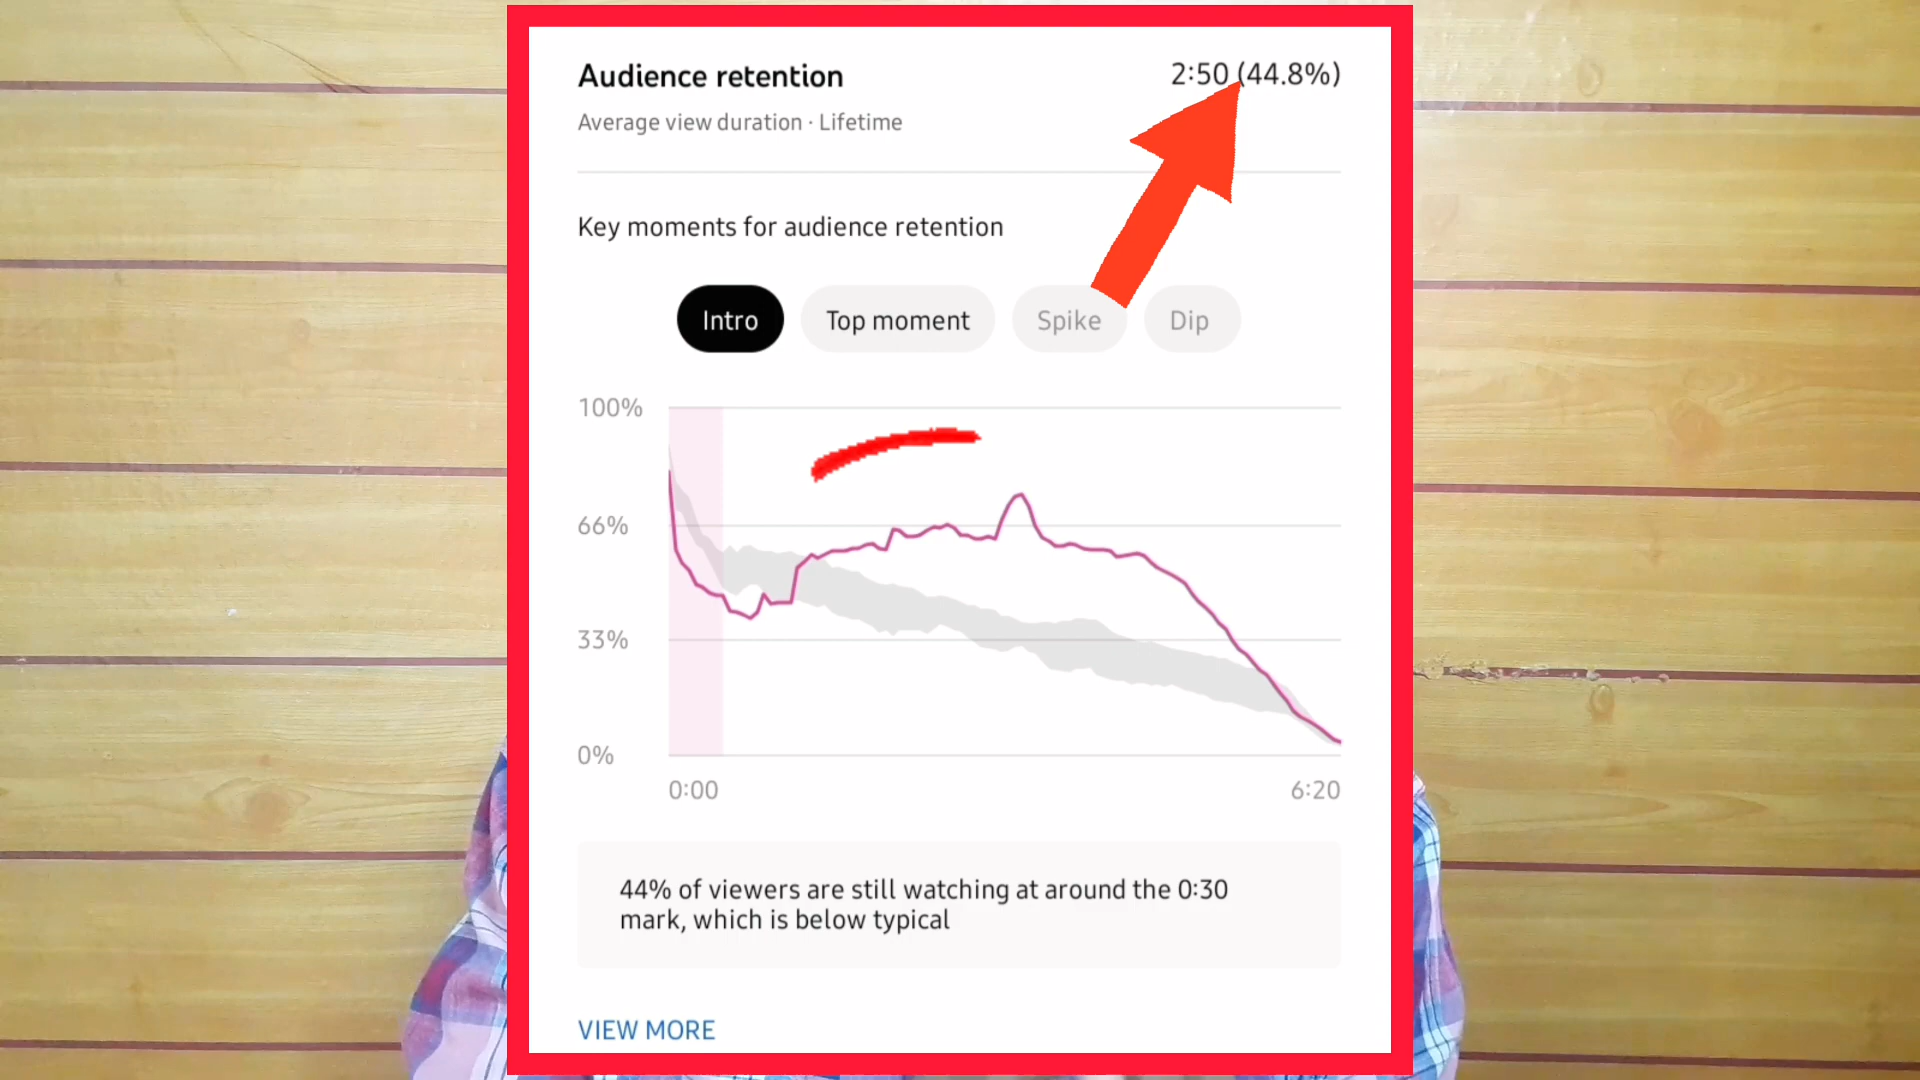 Audience retention
2:50 (44.8%)
Average view duration · Lifetime
Key moments for audience retention
Intro
Top moment
Spike
Dip
100%
66%
33%
0%
0:00
6:20
44% of viewers are still watching at around the 0:30
mark, which is below typical
VIEW MORE